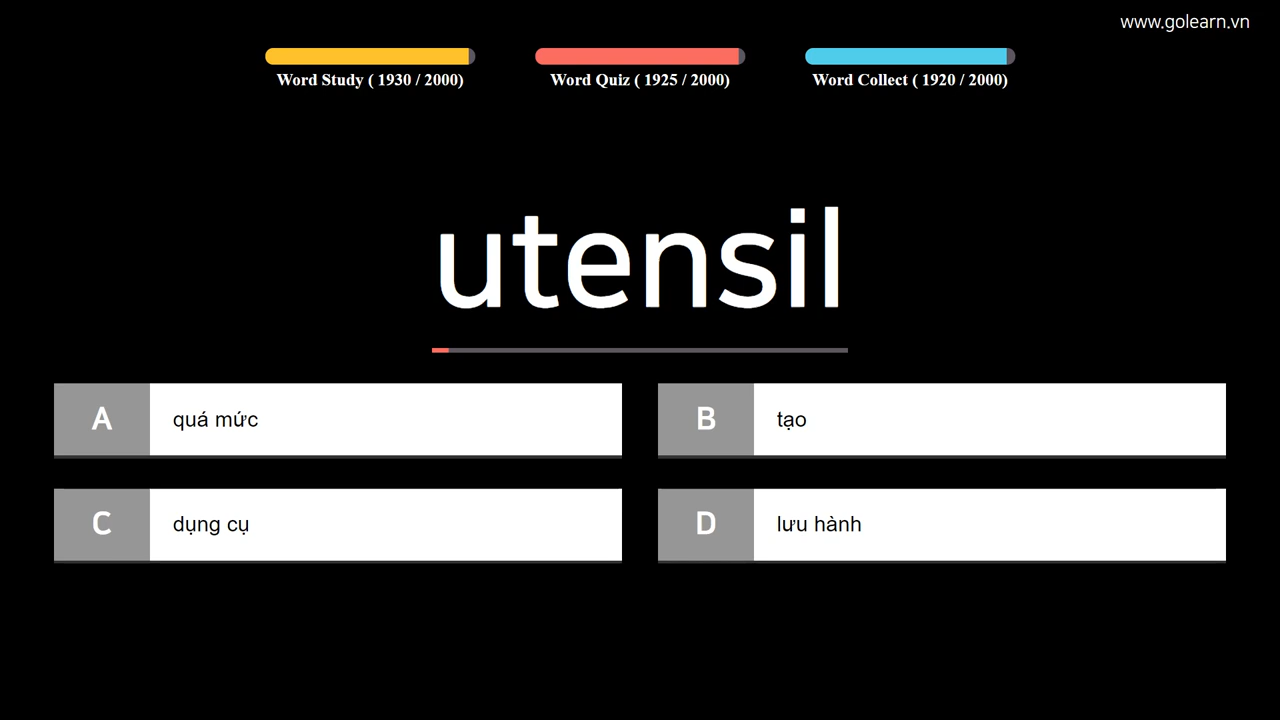 www.golearn.vn
Word Study ( 1930 / 2000)
Word Quiz ( 1925 / 2000)
Word Collect ( 1920 / 2000)
utensil
A quá mức
B tạo
C dụng cụ
D lưu hành